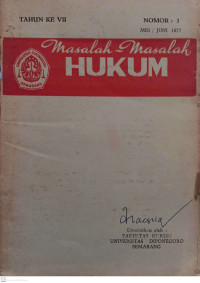 TAHUN KE VII
NOMOR : 3
MEI / JUNI 1977
Masalah-Masalah
HUKUM
Diterbitkan oleh :
FAKULTAS HUKUM
UNIVERSITAS DIPONEGORO
SEMARANG